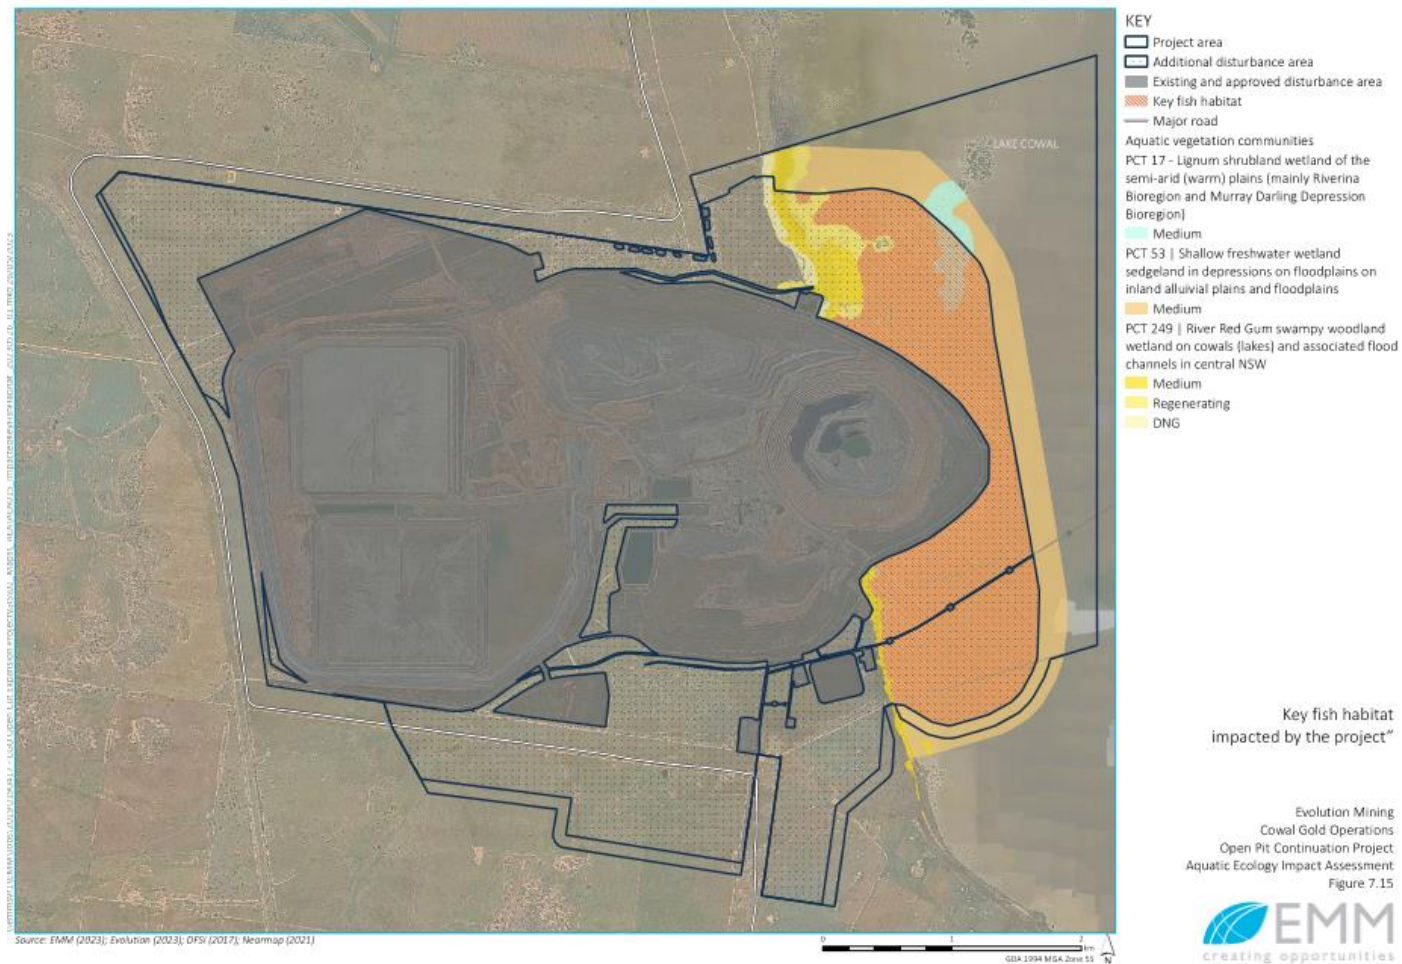 KEY
Project area
Additional disturbance area
Existing and approved disturbance area
Key fish habitat
Major road
Aquatic vegetation communities
PCT 17 - Lignum shrubland wetland of the
semi-arid (warm) plains (mainly Riverina
Bioregion and Murray Darling Depression
Bioregion)
Medium
PCT 53 | Shallow freshwater wetland
sedgeland in depressions on floodplains on
inland alluvial plains and floodplains
Medium
PCT 249 | River Red Gum swampy woodland
wetland on cowals (lakes) and associated flood
channels in central NSW
Medium
Regenerating
DNG
LAKE COWAL
Key fish habitat
impacted by the project”
Evolution Mining
Cowal Gold Operations
Open Pit Continuation Project
Aquatic Ecology Impact Assessment
Figure 7.15
EMM
creating opportunities
Source: EMM (2023); Evolution (2023); DFSI (2017); Nearmap (2021)
0 1 2
km
GDA 1994 MGA Zone 55
N